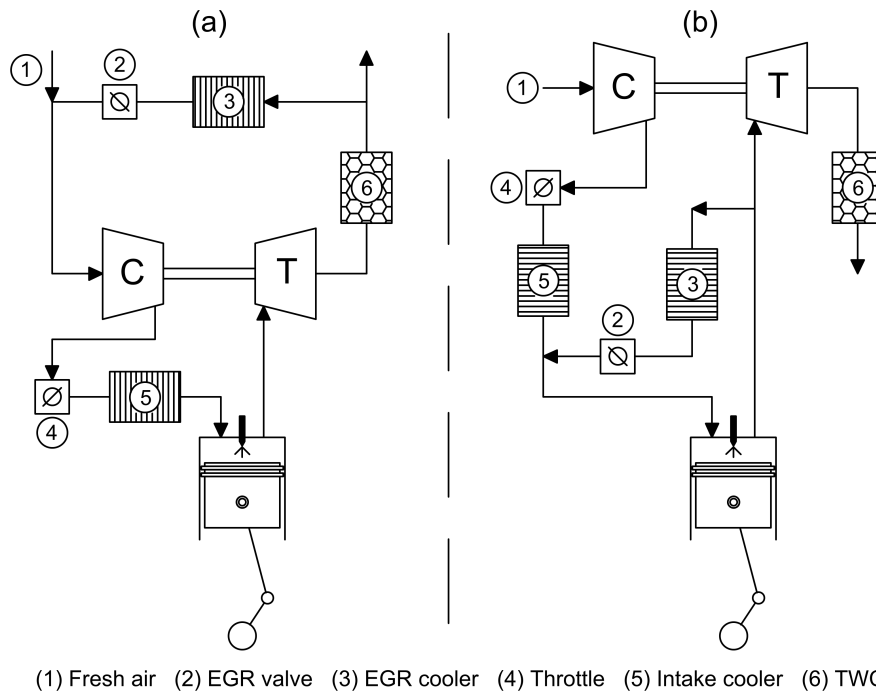 (a)
(b)
1
2
3
6
C
T
4
5
1
C
T
4
6
5
3
2
(1) Fresh air (2) EGR valve (3) EGR cooler (4) Throttle (5) Intake cooler (6) TWC